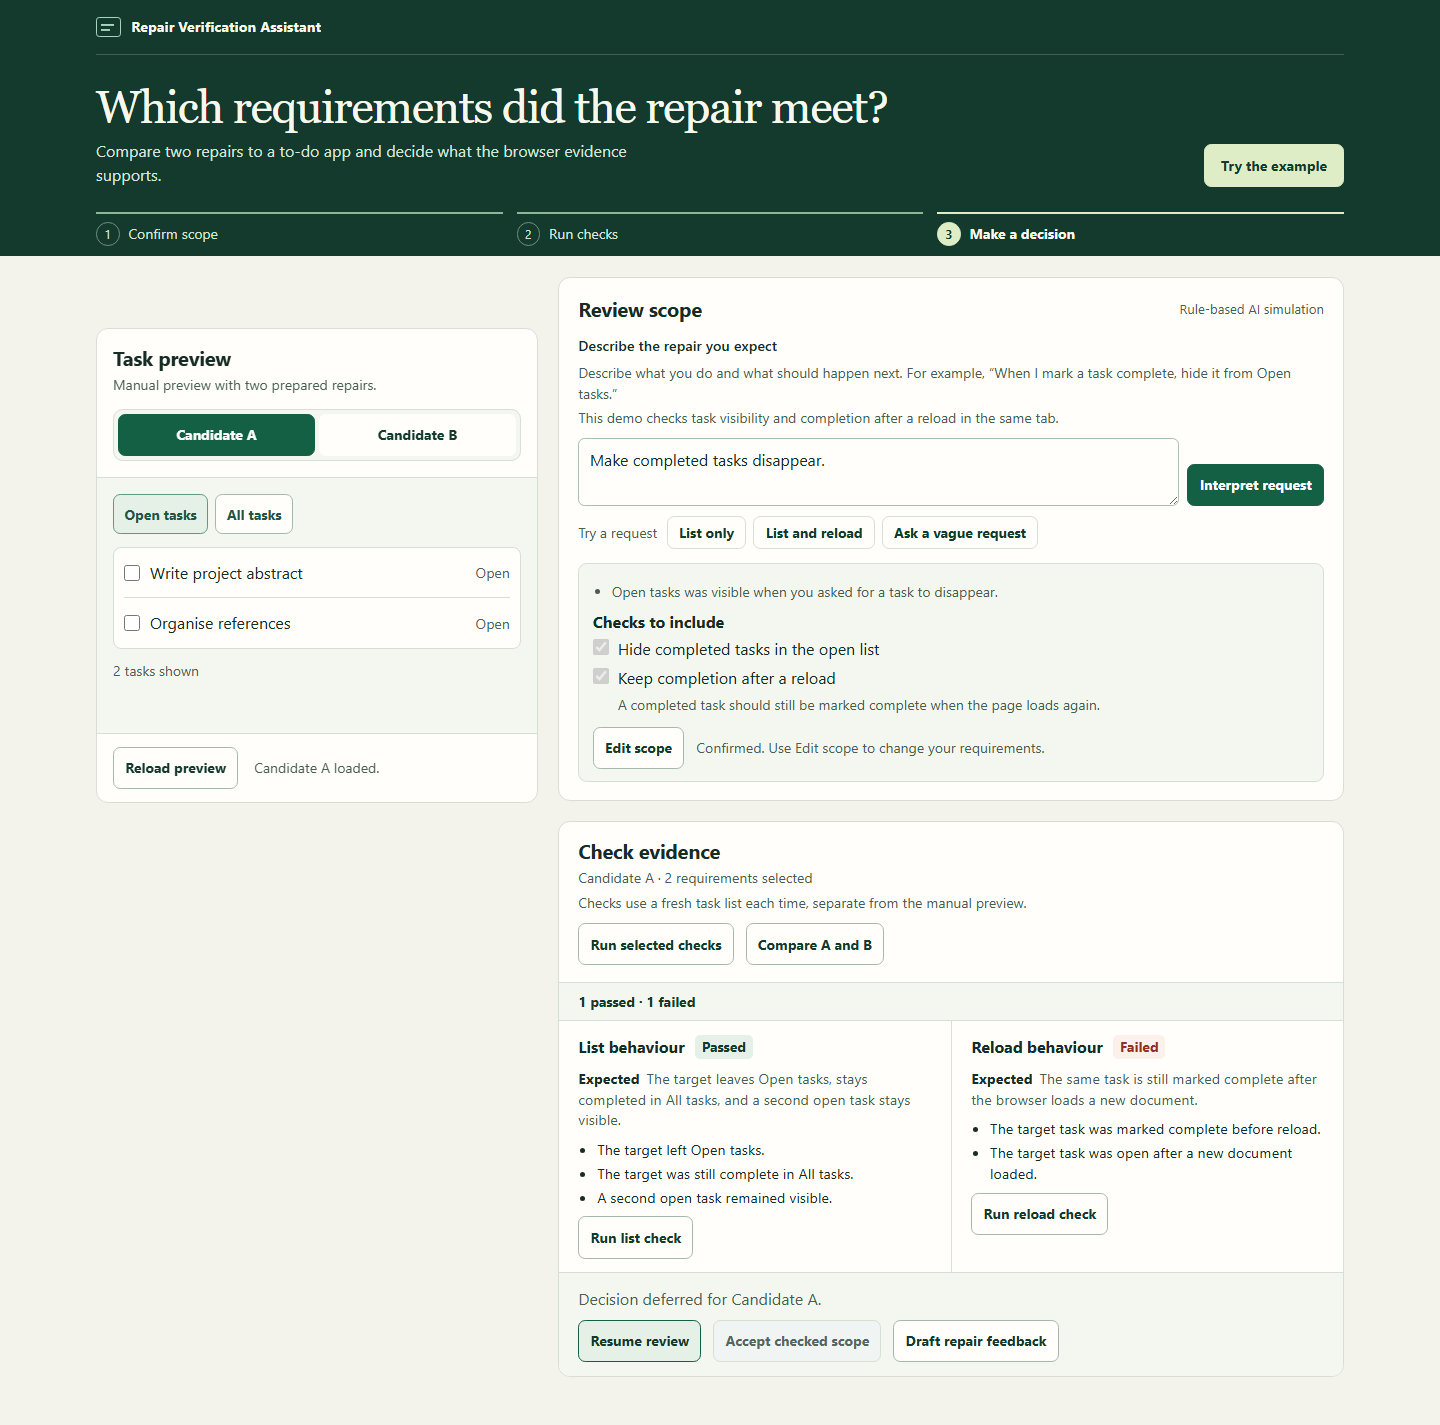 Repair Verification Assistant
Which requirements did the repair meet?
Compare two repairs to a to-do app and decide what the browser evidence
supports.
Try the example
1 Confirm scope
2 Run checks
3 Make a decision
Task preview
Manual preview with two prepared repairs.
Candidate A
Candidate B
Open tasks
All tasks
Write project abstract Open
Organise references Open
2 tasks shown
Reload preview
Candidate A loaded.
Review scope
Rule-based AI simulation
Describe the repair you expect
Describe what you do and what should happen next. For example, “When I mark a task complete, hide it from Open
tasks.”
This demo checks task visibility and completion after a reload in the same tab.
Make completed tasks disappear.
Interpret request
Try a request
List only
List and reload
Ask a vague request
• Open tasks was visible when you asked for a task to disappear.
Checks to include
Hide completed tasks in the open list
Keep completion after a reload
A completed task should still be marked complete when the page loads again.
Edit scope
Confirmed. Use Edit scope to change your requirements.
Check evidence
Candidate A · 2 requirements selected
Checks use a fresh task list each time, separate from the manual preview.
Run selected checks
Compare A and B
1 passed · 1 failed
List behaviour Passed
Expected The target leaves Open tasks, stays
completed in All tasks, and a second open task stays
visible.
• The target left Open tasks.
• The target was still complete in All tasks.
• A second open task remained visible.
Run list check
Reload behaviour Failed
Expected The same task is still marked complete after
the browser loads a new document.
• The target task was marked complete before reload.
• The target task was open after a new document
loaded.
Run reload check
Decision deferred for Candidate A.
Resume review
Accept checked scope
Draft repair feedback